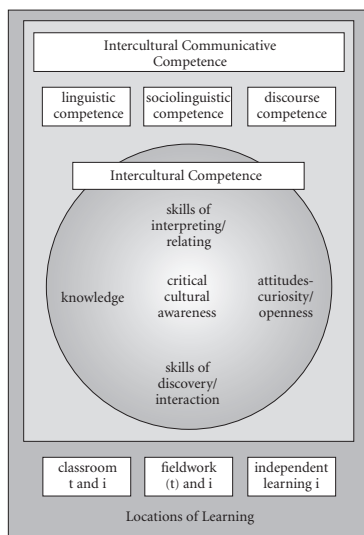 Intercultural Communicative
Competence
linguistic
competence
sociolinguistic
competence
discourse
competence
Intercultural Competence
skills of
interpreting/
relating
knowledge
critical
cultural
awareness
attitudes-
curiosity/
openness
skills of
discovery/
interaction
classroom
t and i
fieldwork
(t) and i
independent
learning i
Locations of Learning